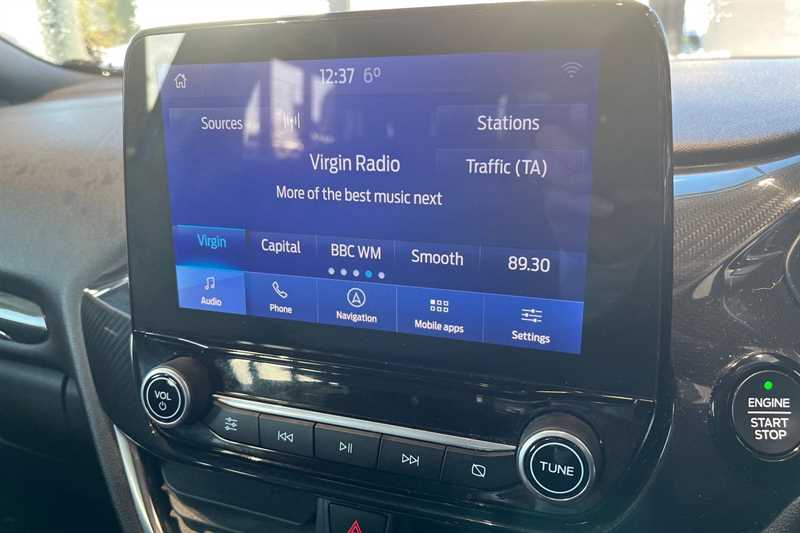 12:37 6°
Sources
Stations
Virgin Radio
Traffic (TA)
More of the best music next
Virgin
Capital
BBC WM
Smooth
89.30
Audio
Phone
Navigation
Mobile apps
Settings
VOL
TUNE
ENGINE
START
STOP